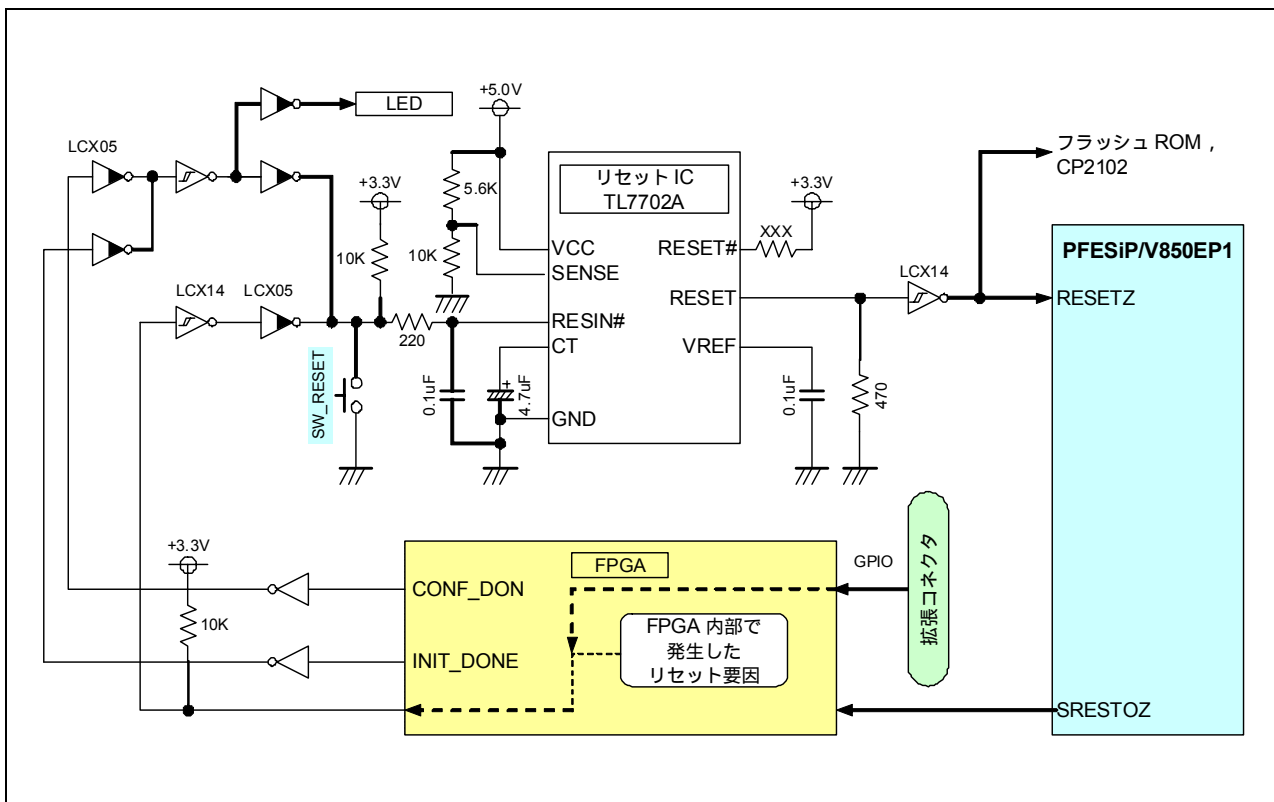 +5.0V
LED
LCX05
フラッシュ ROM ,
CP2102
+3.3V
5.6K
リセット IC
TL7702A
+3.3V
XXX
PFESiP/V850EP1
10K
10K
VCC
SENSE
RESET#
LCX14
LCX14
LCX05
RESET
RESETZ
220
RESIN#
CT
VREF
SW_RESET
0.1uF
+
4.7uF
GND
0.1uF
470
+3.3V
FPGA
GPIO
拡張コネクタ
CONF_DON
10K
FPGA 内部で
発生した
リセット要因
INIT_DONE
SRESTOZ